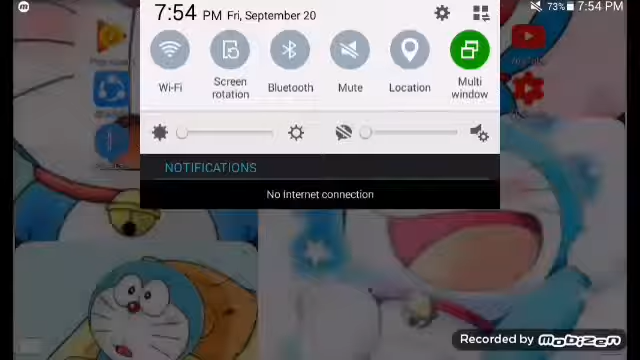 73% 7:54 PM
7:54 PM Fri, September 20
Wi-Fi
Screen rotation
Bluetooth
Mute
Location
Multi window
NOTIFICATIONS
No Internet connection
Recorded by Mobizen